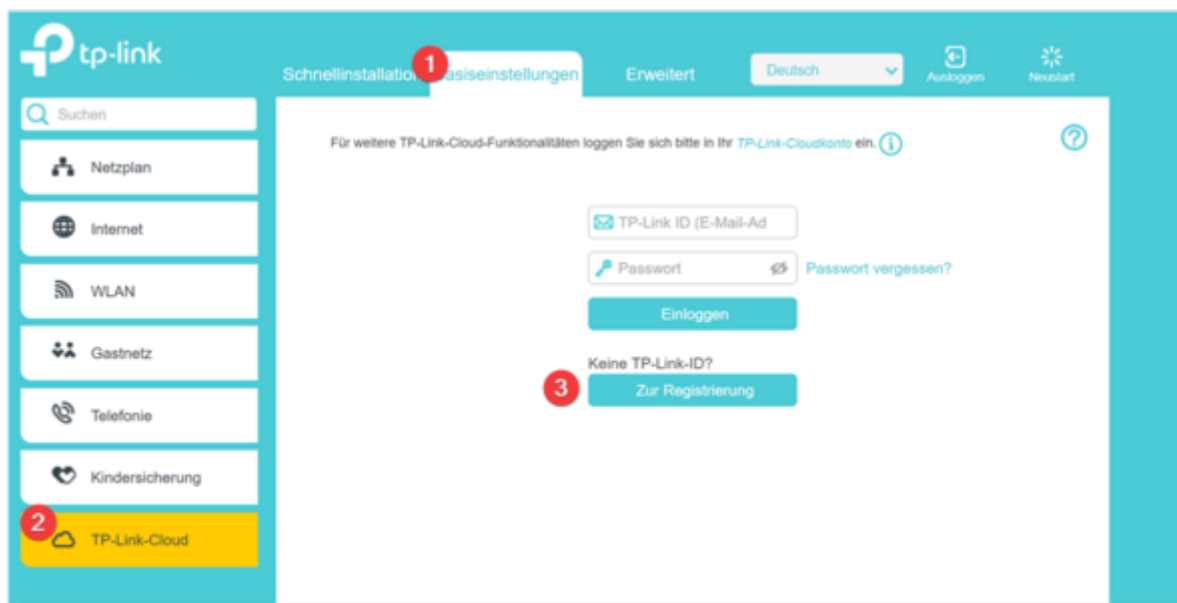 tp-link
Schnellinstallation 1 Basiseinstellungen Erweitert Deutsch Ausloggen Neustart
Suchen
Für weitere TP-Link-Cloud-Funktionalitäten loggen Sie sich bitte in Ihr TP-Link-Cloudkonto ein. i ?
Netzplan
Internet
TP-Link ID (E-Mail-Ad
Passwort Passwort vergessen?
WLAN
Einloggen
Gastnetz
Keine TP-Link-ID?
3 Zur Registrierung
Telefonie
Kindersicherung
2 TP-Link-Cloud